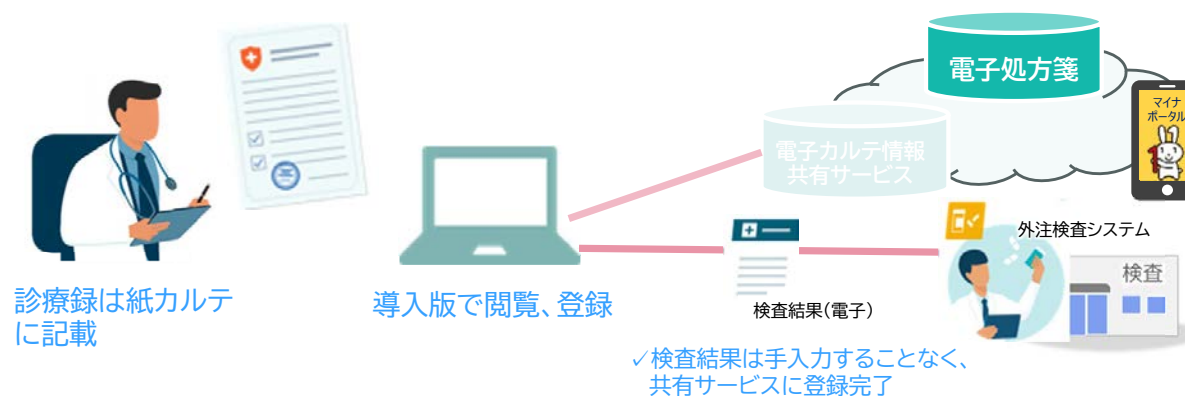 電子処方箋
マイナ
ポータル
電子カルテ情報
共有サービス
外注検査システム
検査
検査結果(電子)
診療録は紙カルテ
に記載
導入版で閲覧、登録
✓検査結果は手入力することなく、
共有サービスに登録完了